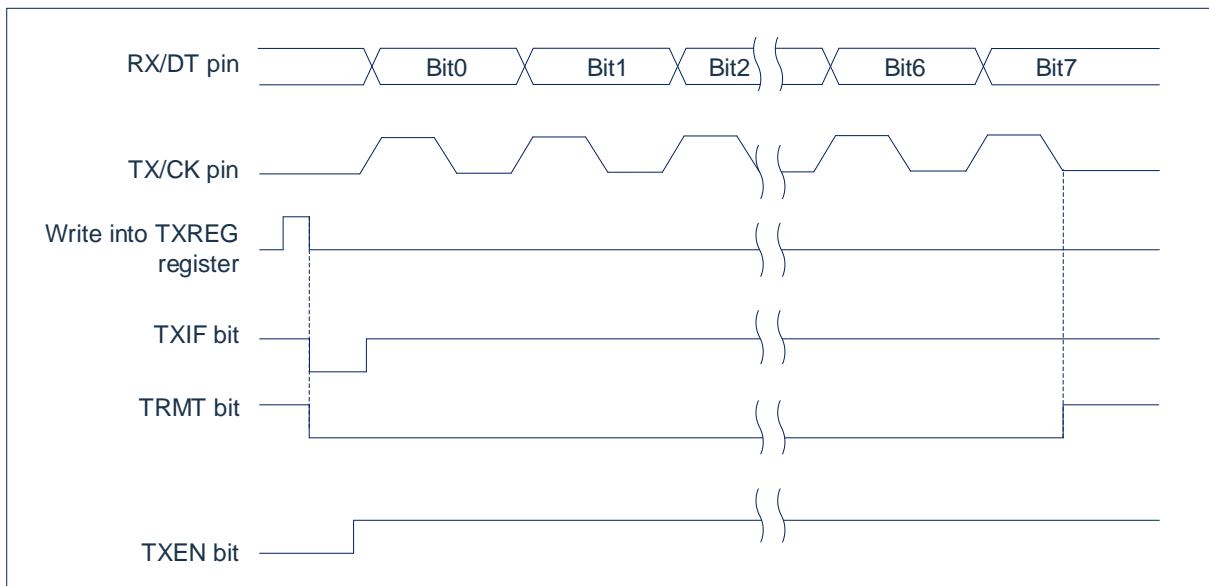 RX/DT pin
Bit0 Bit1 Bit2 Bit6 Bit7
TX/CK pin
Write into TXREG
register
TXIF bit
TRMT bit
TXEN bit